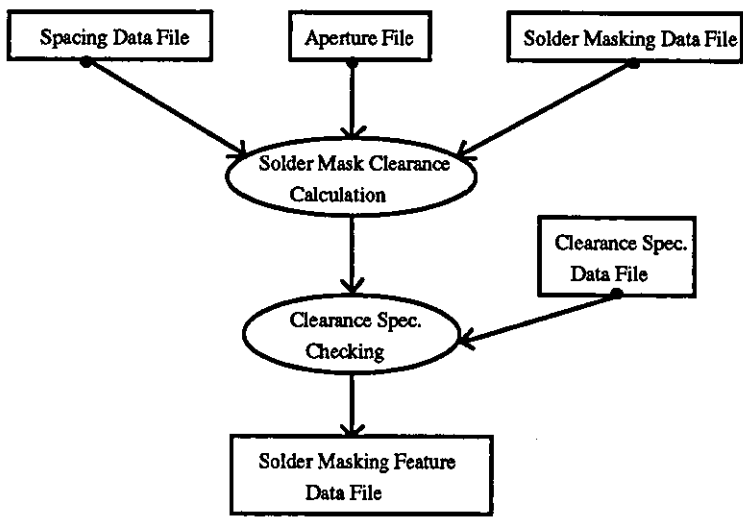 Spacing Data File
Aperture File
Solder Masking Data File
Solder Mask Clearance
Calculation
Clearance Spec.
Data File
Clearance Spec.
Checking
Solder Masking Feature
Data File